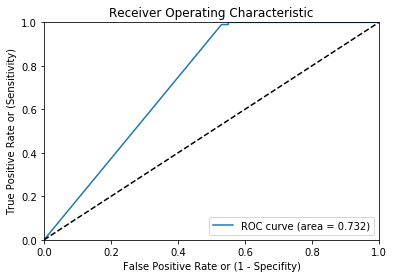 Receiver Operating Characteristic
True Positive Rate or (Sensitivity)
1.0
0.8
0.6
0.4
0.2
0.0
ROC curve (area = 0.732)
0.0 0.2 0.4 0.6 0.8 1.0
False Positive Rate or (1 - Specifity)